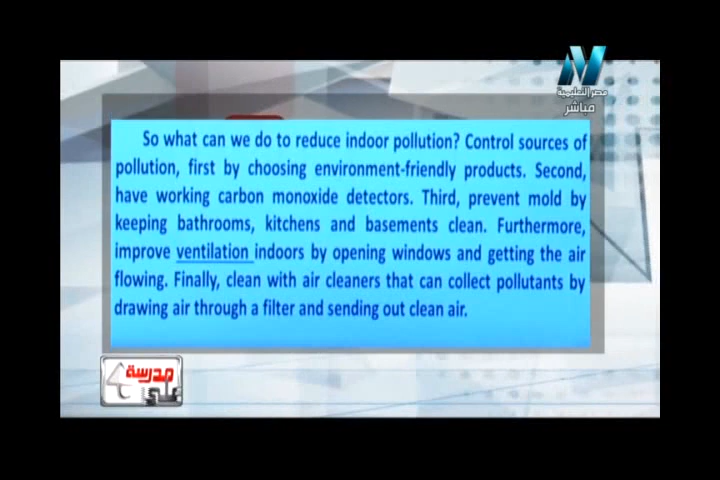 مصر التعليمية
مباشر
So what can we do to reduce indoor pollution? Control sources of
pollution, first by choosing environment-friendly products. Second,
have working carbon monoxide detectors. Third, prevent mold by
keeping bathrooms, kitchens and basements clean. Furthermore,
improve ventilation indoors by opening windows and getting the air
flowing. Finally, clean with air cleaners that can collect pollutants by
drawing air through a filter and sending out clean air.
مدرسة
على